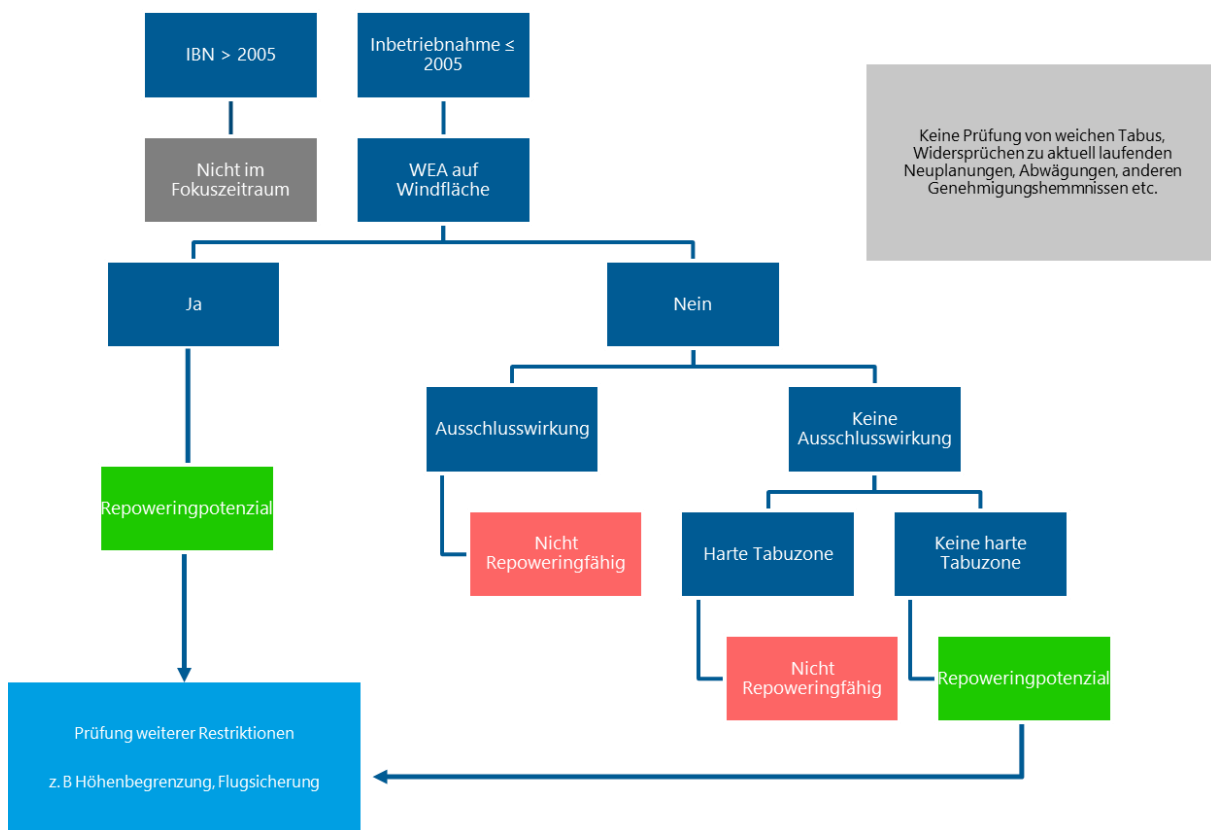 IBN > 2005
Inbetriebnahme ≤
2005
Keine Prüfung von weichen Tabus,
Widersprüchen zu aktuell laufenden
Neuplanungen, Abwägungen, anderen
Genehmigungshemmnissen etc.
Nicht im
Fokuszeitraum
WEA auf
Windfläche
Ja
Nein
Ausschlusswirkung
Keine
Ausschlusswirkung
Repoweringpotenzial
Nicht
Repoweringfähig
Harte Tabuzone
Keine harte
Tabuzone
Nicht
Repoweringfähig
Repoweringpotenzial
Prüfung weiterer Restriktionen
z. B Höhenbegrenzung, Flugsicherung